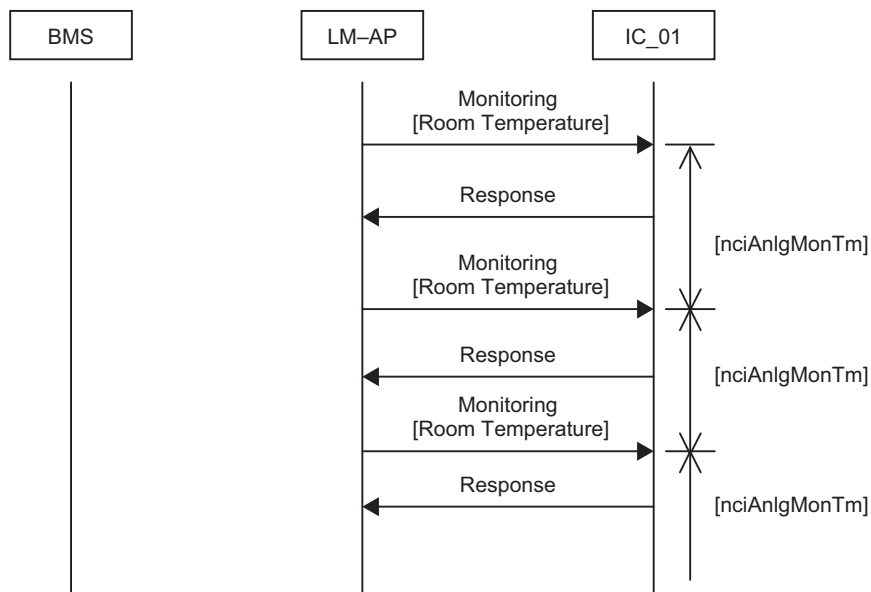 BMS
LM–AP
IC_01
Monitoring
[Room Temperature]
Response
[nciAnlgMonTm]
Monitoring
[Room Temperature]
Response
[nciAnlgMonTm]
Monitoring
[Room Temperature]
Response
[nciAnlgMonTm]